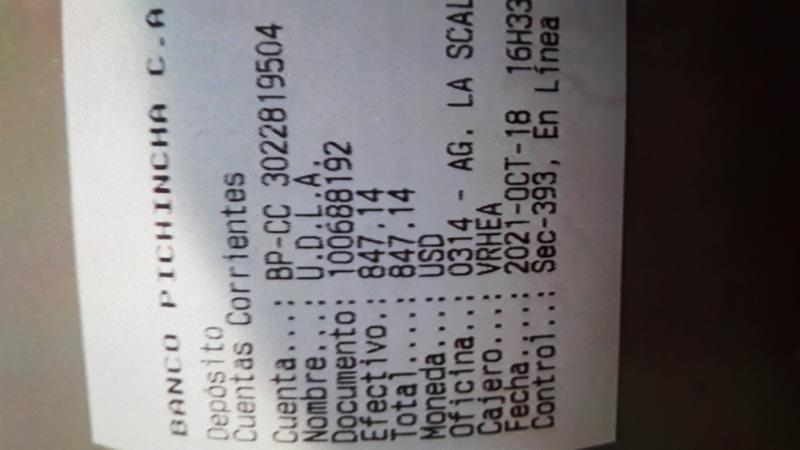 BANCO PICHINCHA C.A
Depósito
Cuentas Corrientes
Cuenta...: BP-CC 3022819504
Nombre...: U.D.L.A.
Documento: 100688192
Efectivo.: 847.14
Total....: 847.14
Moneda...: USD
Oficina..: 0314 - AG. LA SCAL
Cajero...: VRHEA
Fecha....: 2021-OCT-18 16H33
Control..: Sec-393, En Línea